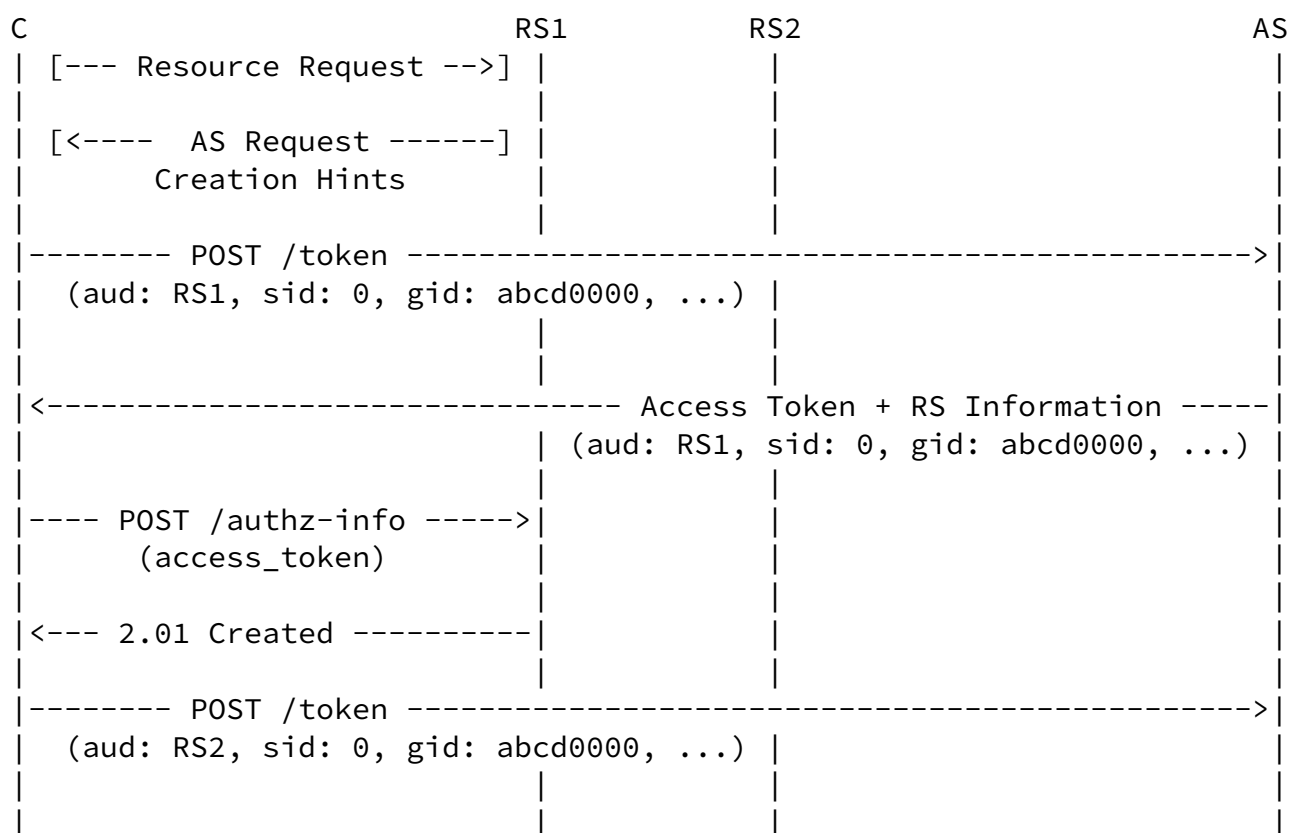 C RS1 RS2 AS
[--- Resource Request -->]
[<---- AS Request ------]
Creation Hints
-------- POST /token ----------------------------------------------->
(aud: RS1, sid: 0, gid: abcd0000, ...)
<-------------------------------- Access Token + RS Information -----
(aud: RS1, sid: 0, gid: abcd0000, ...)
---- POST /authz-info ----->
(access_token)
<--- 2.01 Created ----------
-------- POST /token ----------------------------------------------->
(aud: RS2, sid: 0, gid: abcd0000, ...)